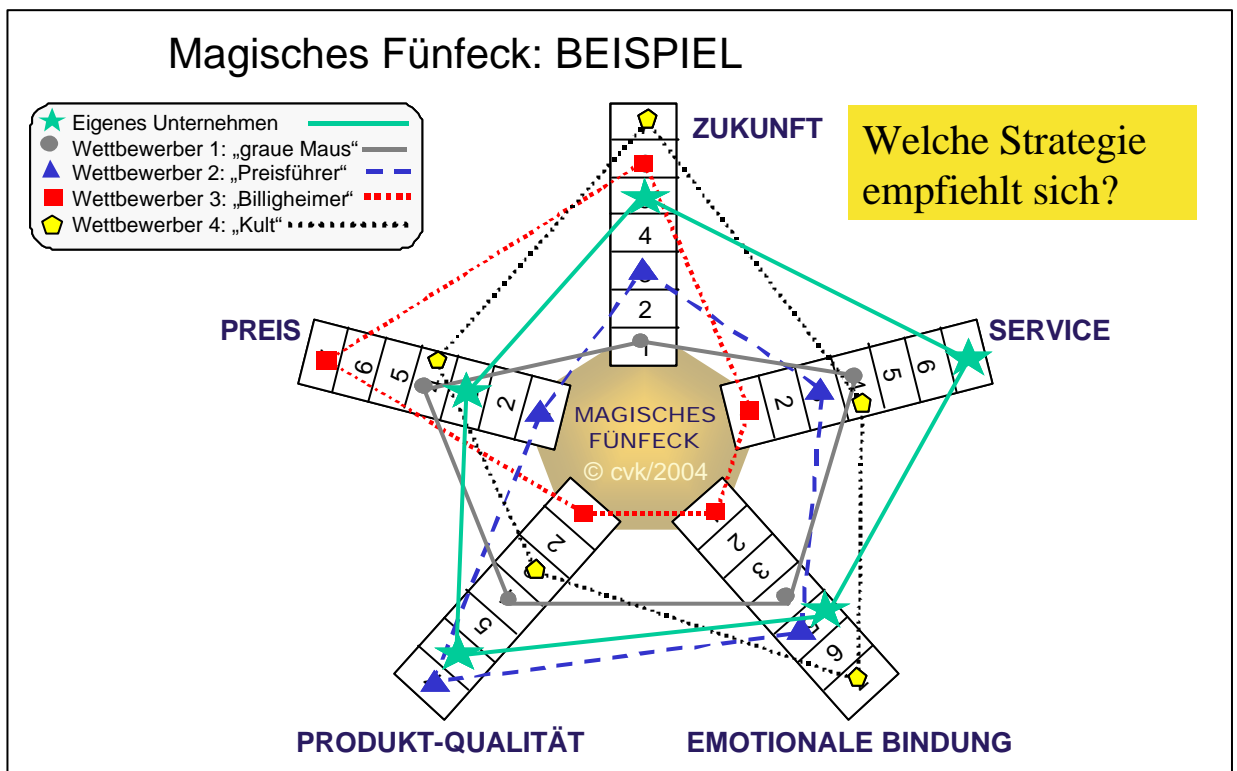 Magisches Fünfeck: BEISPIEL
Eigenes Unternehmen
Wettbewerber 1: „graue Maus“
Wettbewerber 2: „Preisführer“
Wettbewerber 3: „Billigheimer“
Wettbewerber 4: „Kult“
ZUKUNFT
Welche Strategie
empfiehlt sich?
4
2
1
PREIS
6
5
2
SERVICE
2
5
6
MAGISCHES
FÜNFECK
© cvk/2004
2
5
2
3
6
PRODUKT-QUALITÄT
EMOTIONALE BINDUNG